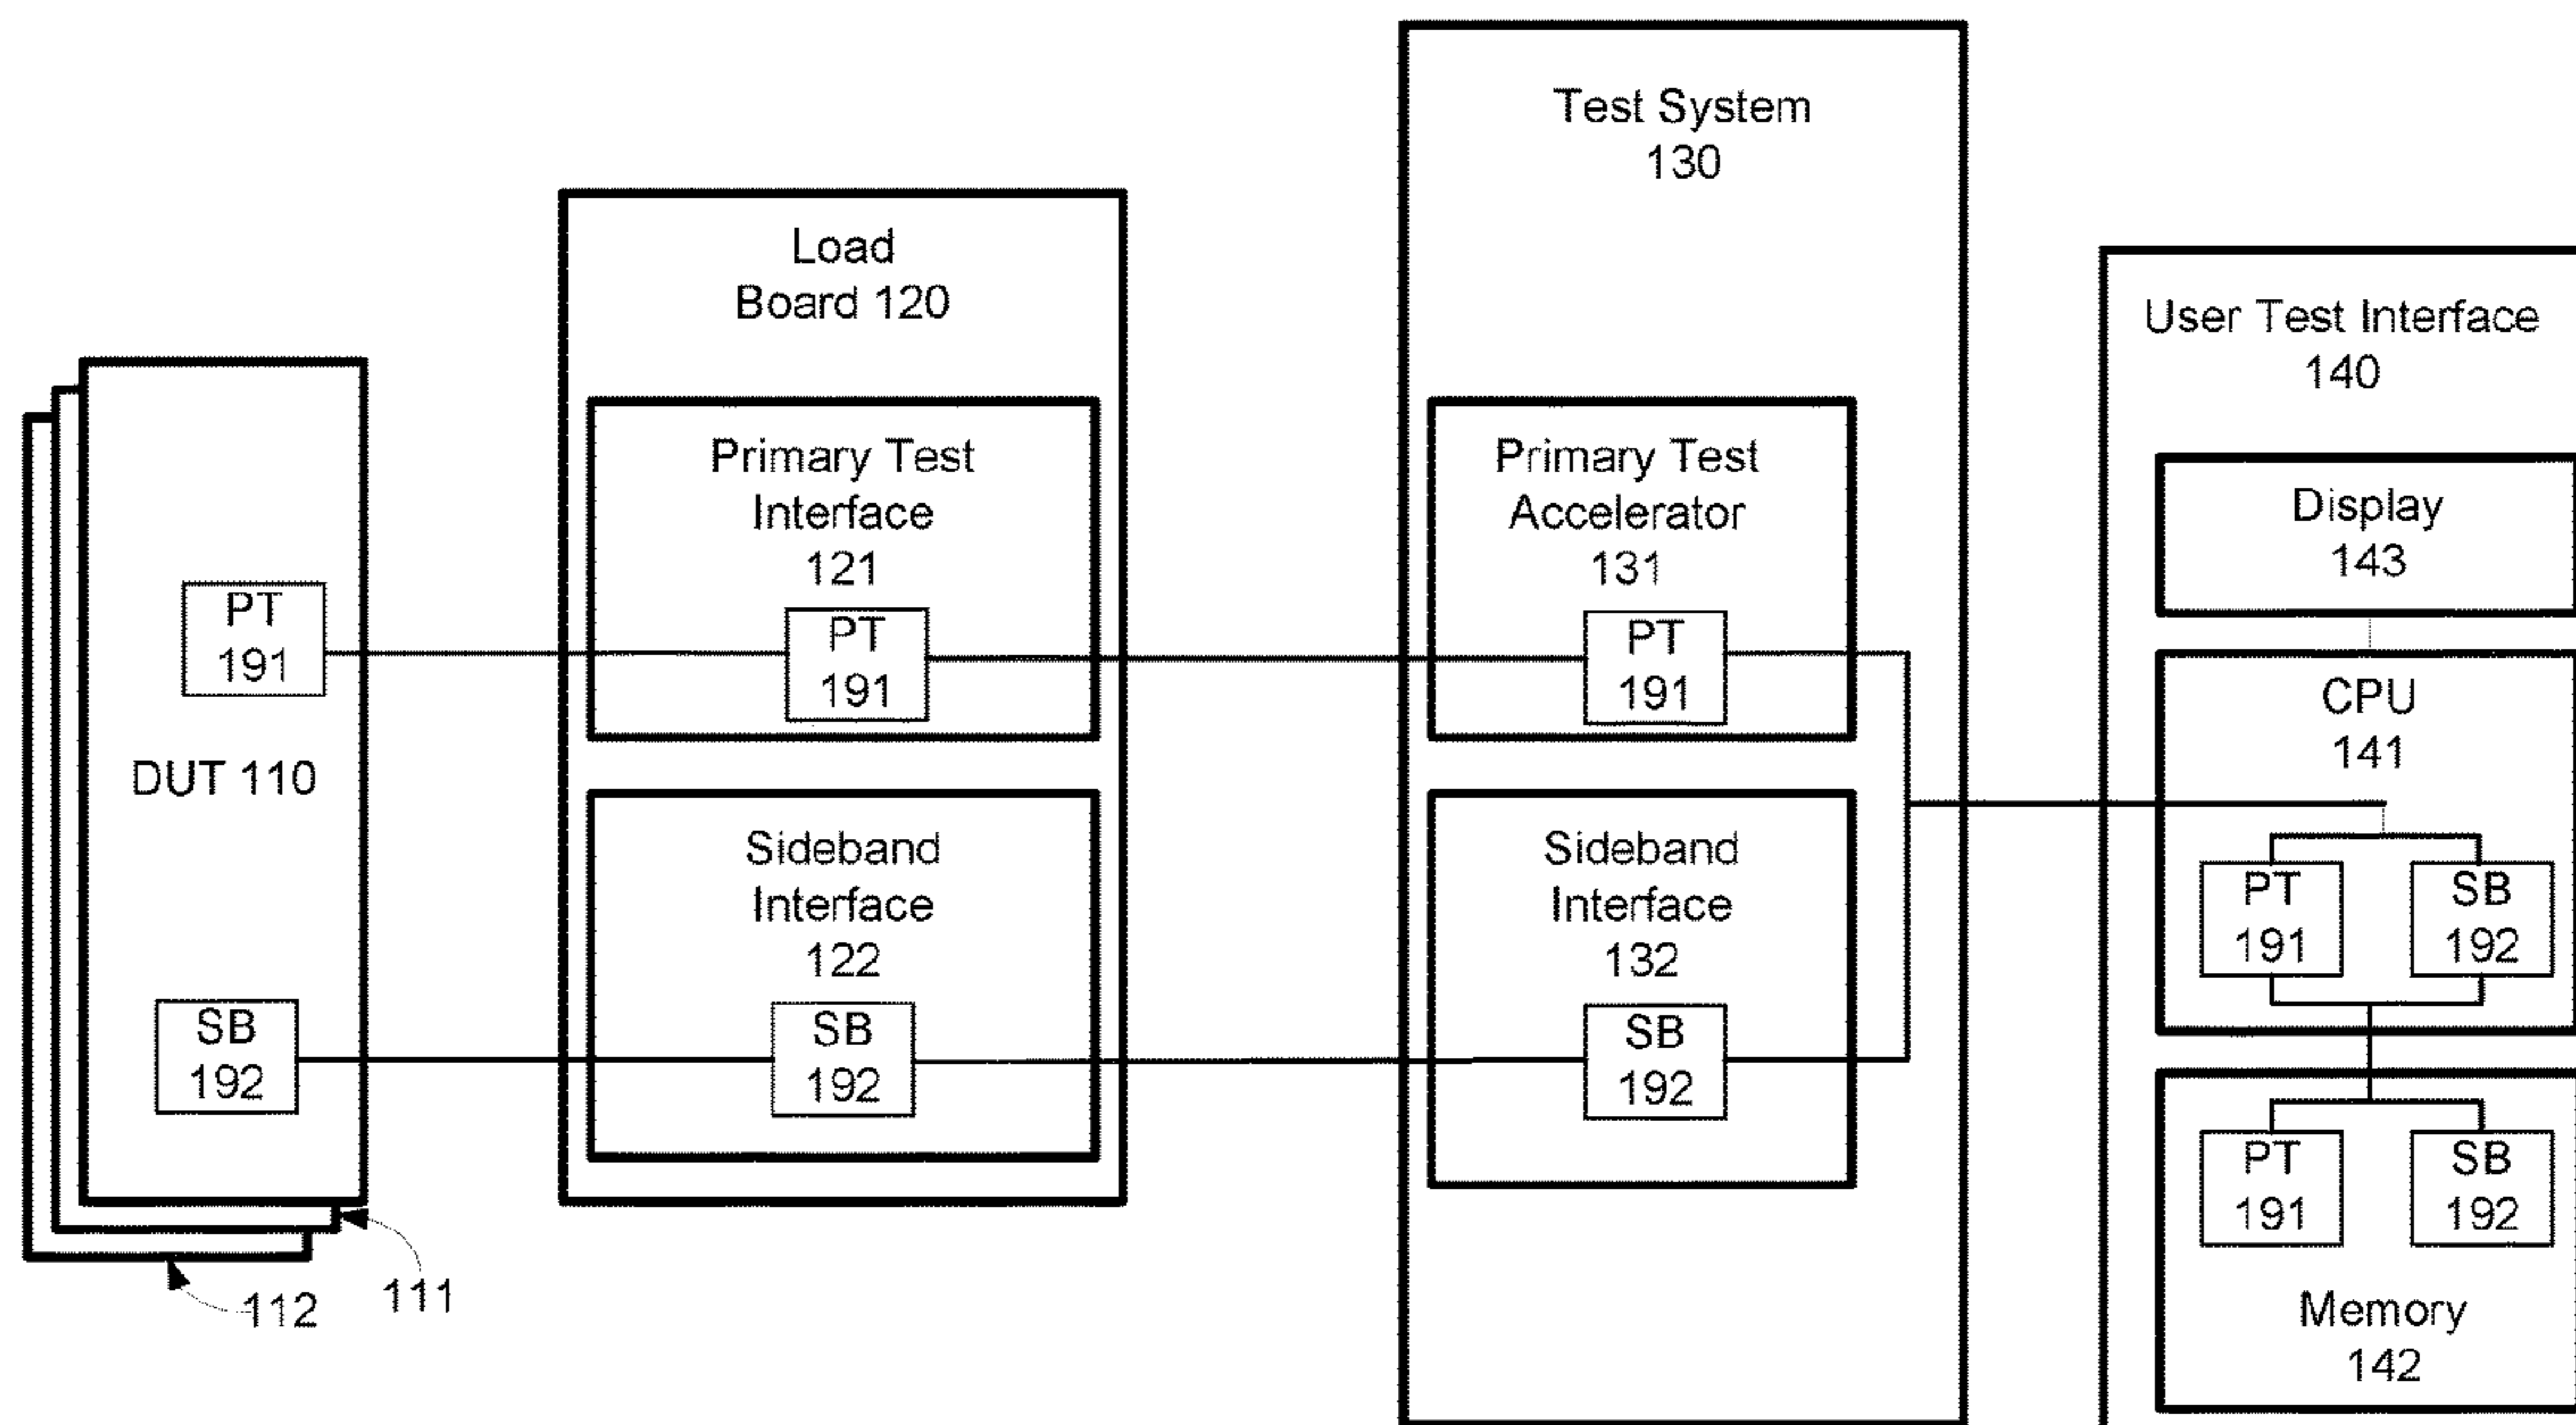 DUT 110
PT
191
SB
192
111
112
Load
Board 120
Primary Test
Interface
121
PT
191
Sideband
Interface
122
SB
192
Test System
130
Primary Test
Accelerator
131
PT
191
Sideband
Interface
132
SB
192
User Test Interface
140
Display
143
CPU
141
PT
191
SB
192
PT
191
SB
192
Memory
142